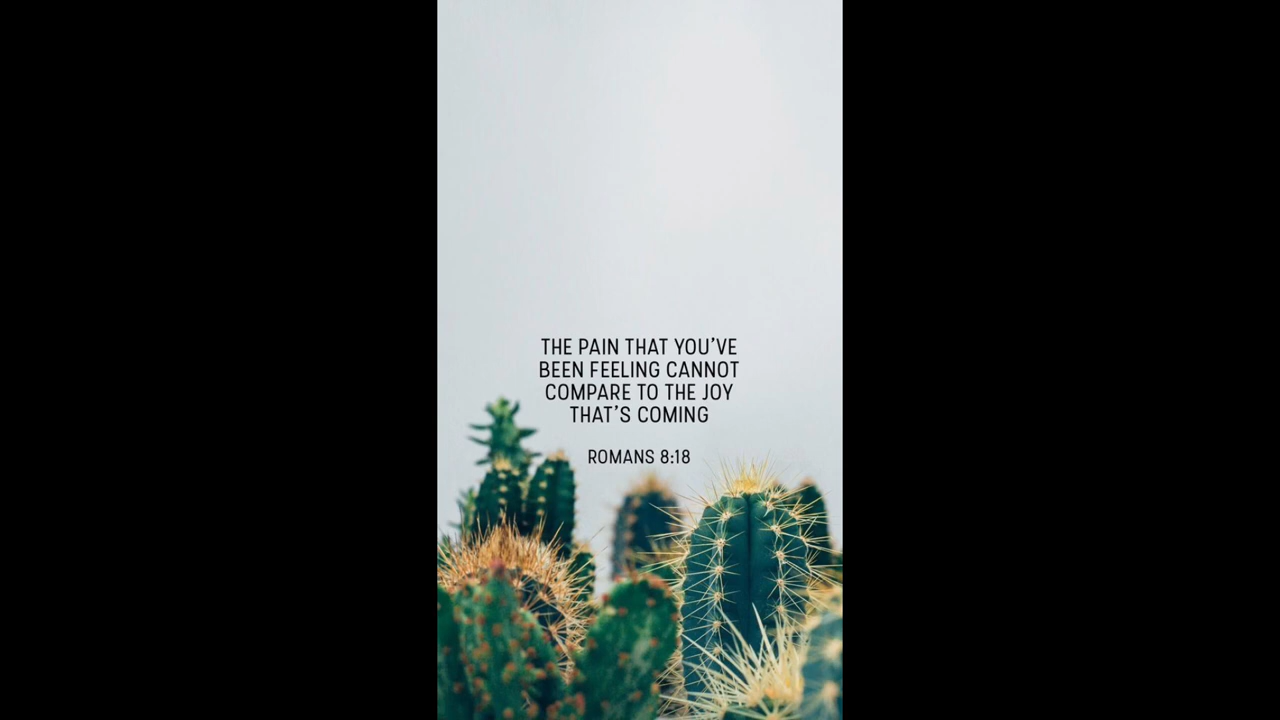 THE PAIN THAT YOU'VE
BEEN FEELING CANNOT
COMPARE TO THE JOY
THAT'S COMING
ROMANS 8:18